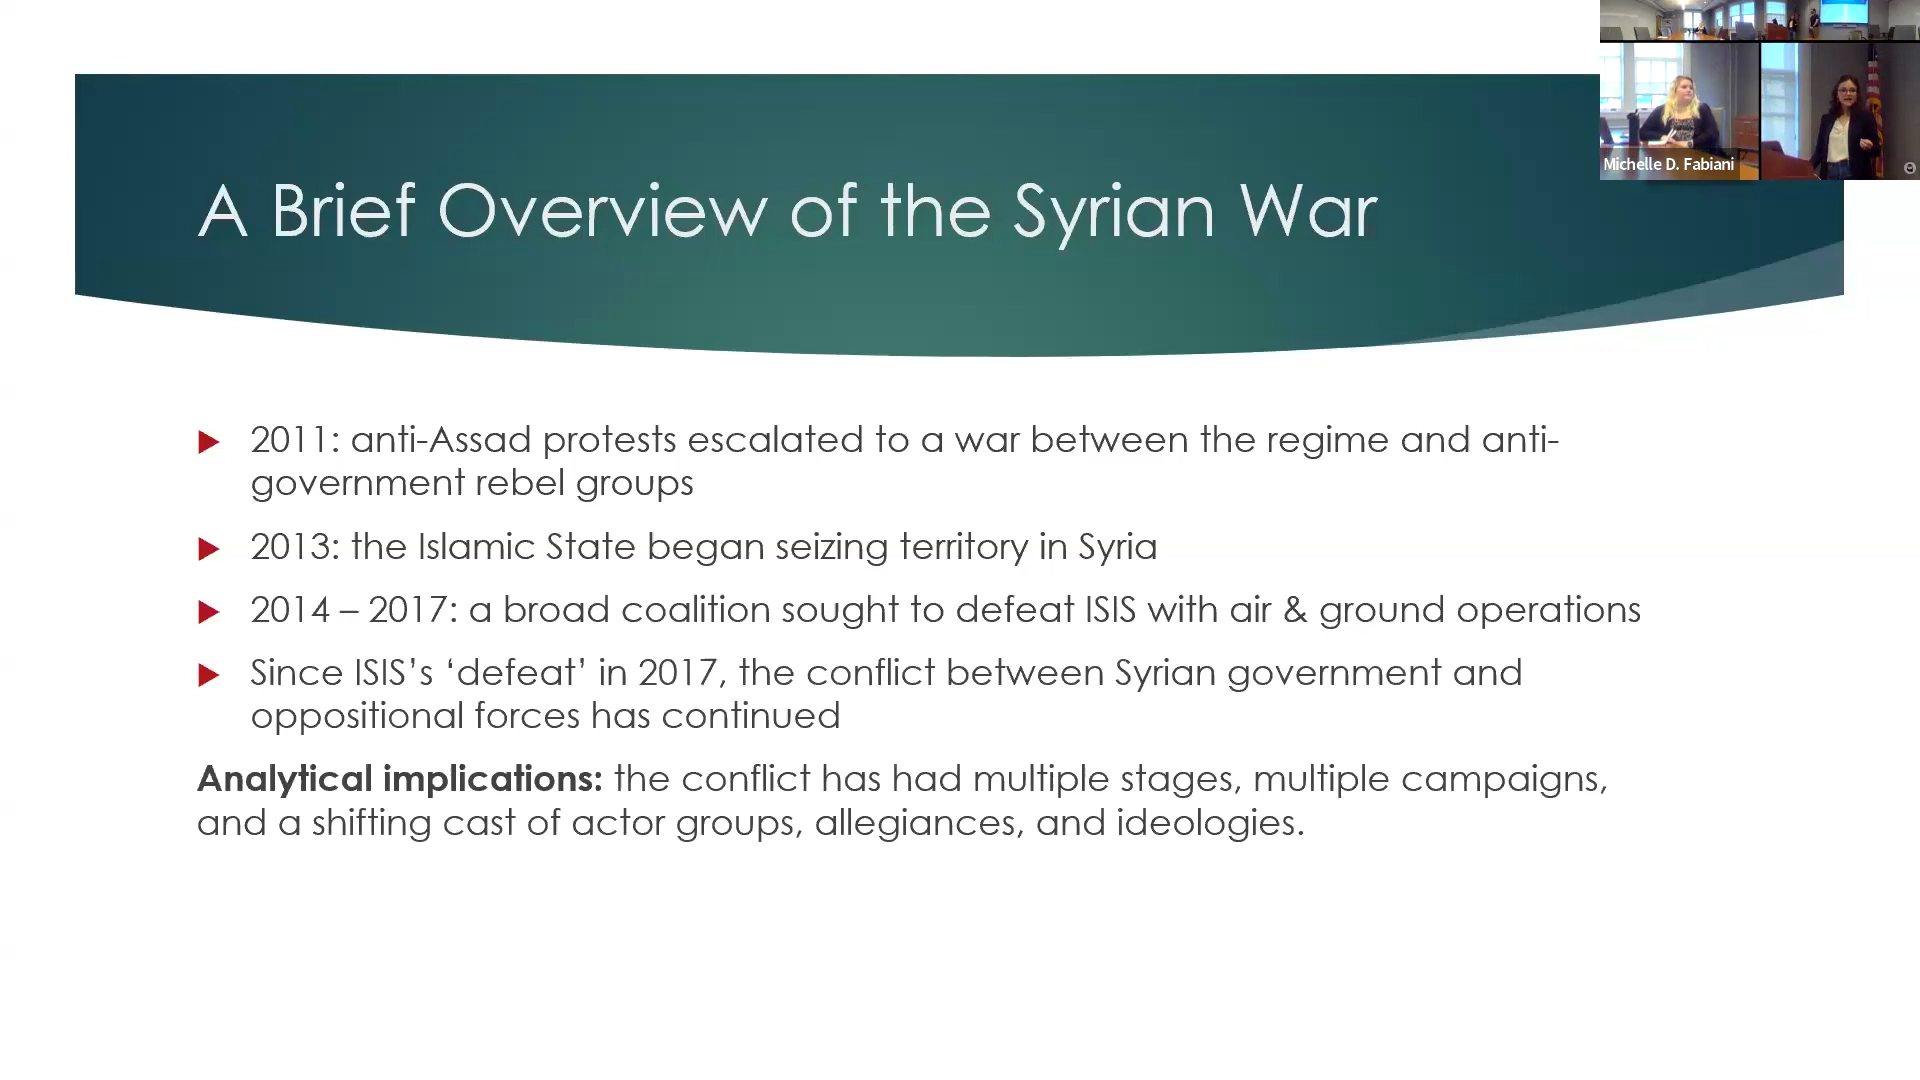 A Brief Overview of the Syrian War
Michelle D. Fabiani
2011: anti-Assad protests escalated to a war between the regime and anti-
government rebel groups
2013: the Islamic State began seizing territory in Syria
2014 – 2017: a broad coalition sought to defeat ISIS with air & ground operations
Since ISIS’s ‘defeat’ in 2017, the conflict between Syrian government and
oppositional forces has continued
Analytical implications: the conflict has had multiple stages, multiple campaigns,
and a shifting cast of actor groups, allegiances, and ideologies.